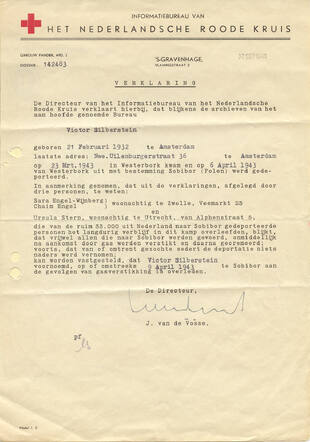 INFORMATIEBUREAU VAN
HET NEDERLANDSCHE ROODE KRUIS
DOSSIER: 142483
'S-GRAVENHAGE,
VLAMINGSTRAAT 2
VERKLARING
De Directeur van het Informatiebureau van het Nederlandsche
Roode Kruis verklaart hierbij, dat blijkens de archieven van het
aan hoofde genoemde Bureau
Victor Silberstein
geboren 21 Februari 1932 te Amsterdam
laatste adres: Nwe.Uilenburgerstraat 36 te Amsterdam
op 23 Mrt.1943 in Westerbork kwam en 6 April 1943
van Westerbork uit met bestemming Sobibor (Polen) werd ge-
deporteerd.
In aanmerking genomen, dat uit de verklaringen, afgelegd door
drie personen, te weten:
Sara Engel-Wijnberg)
Chaim Engel ) woonachtig te Zwolle, Veemarkt 23
en
Ursula Stern, woonachtig te Utrecht, van Alphenstraat 6,
die van de ruim 33.000 uit Nederland naar Sobibor gedeporteerde
personen het langdurig verblijf in dit kamp overleefden, blijkt,
dat vrijwel allen die naar Sobibor werden gevoerd, onmiddellijk
na aankomst door gas werden verstikt en daarna gecremeerd;
voorts, dat van of omtrent gezochte sedert de deportatie niets
naders werd vernomen;
kan worden vastgesteld, dat Victor Silberstein
voornoemd, op of omstreeks 9 April 1943 te Sobibor aan
de gevolgen van gasverstikking is overleden.
De Directeur,
J. van de Vosse.